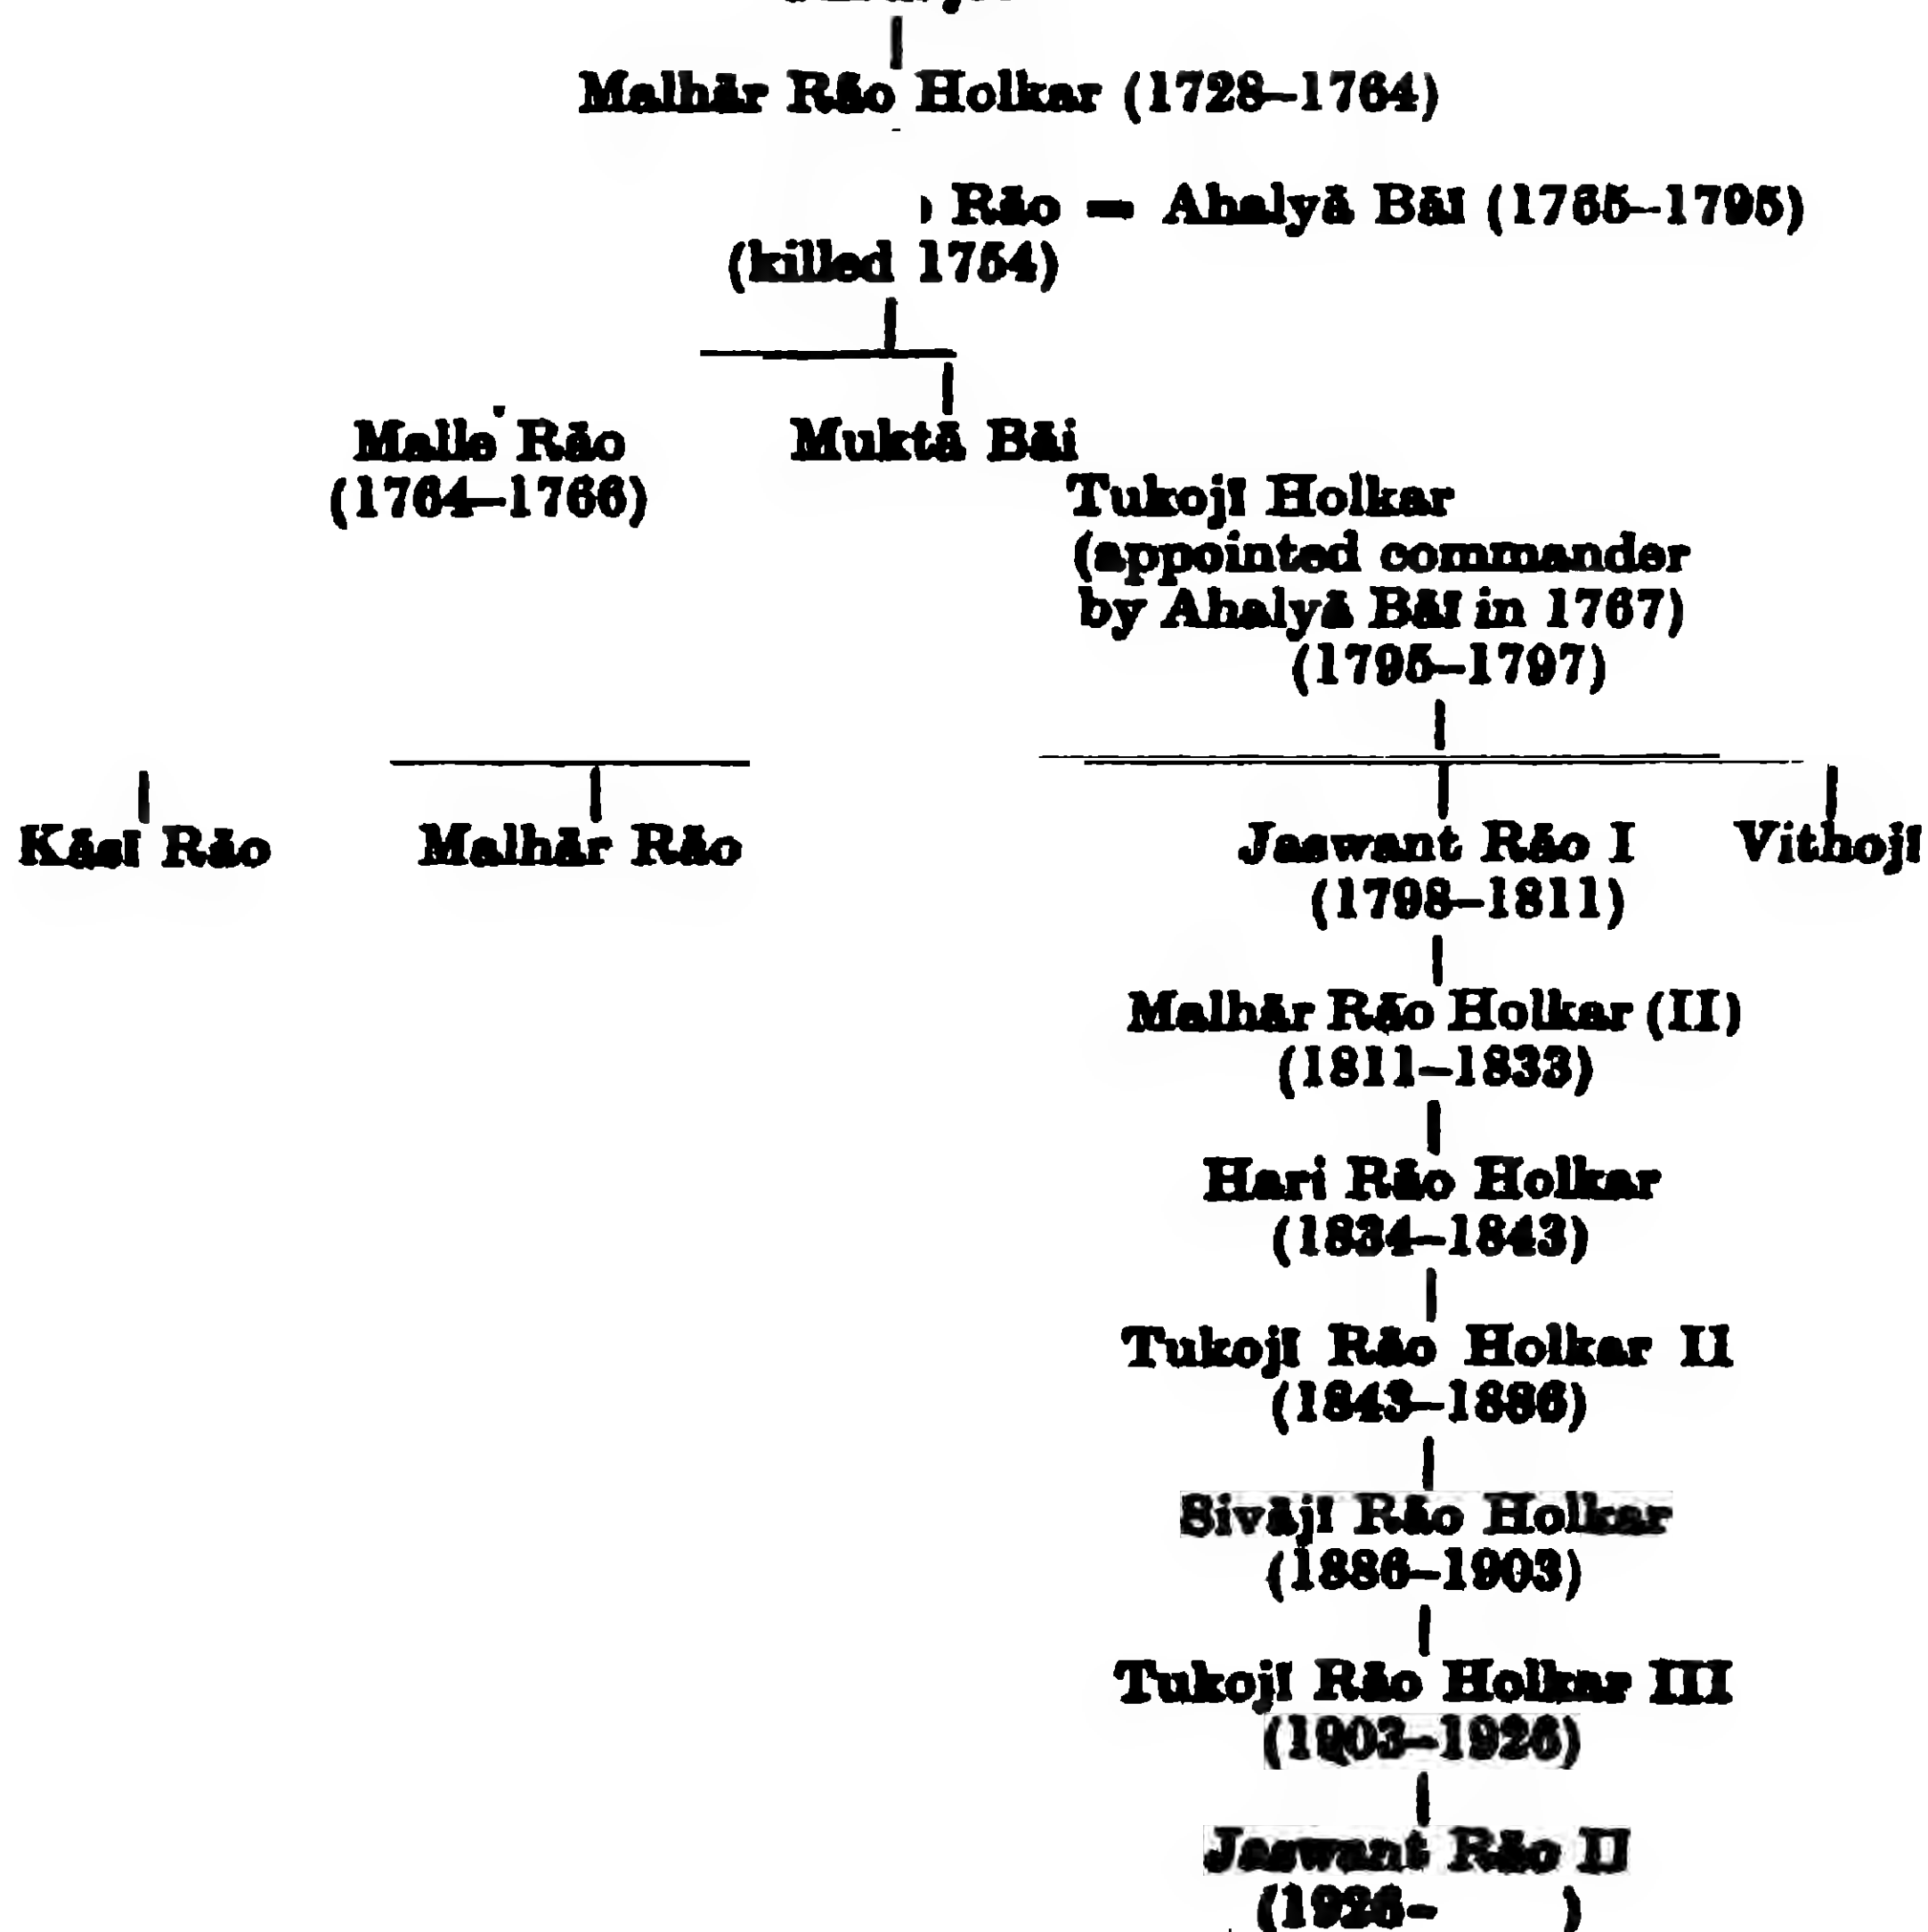 Malhār Rāo Holkar (1728–1764)
Rāo = Ahalyā Bāī (1765–1795)
(killed 1754)
Malle Rāo
(1764–1766)
Muktā Bāi
Tukojī Holkar
(appointed commander
by Ahalyā Bāī in 1767)
(1795–1797)
Kāsī Rāo
Malhār Rāo
Jaswant Rāo I
(1798–1811)
Vithojī
Malhār Rāo Holkar (II)
(1811–1833)
Hari Rāo Holkar
(1834–1843)
Tukojī Rāo Holkar II
(1843–1886)
Sivājī Rāo Holkar
(1886–1903)
Tukojī Rāo Holkar III
(1903–1926)
Jaswant Rāo II
(1926– )